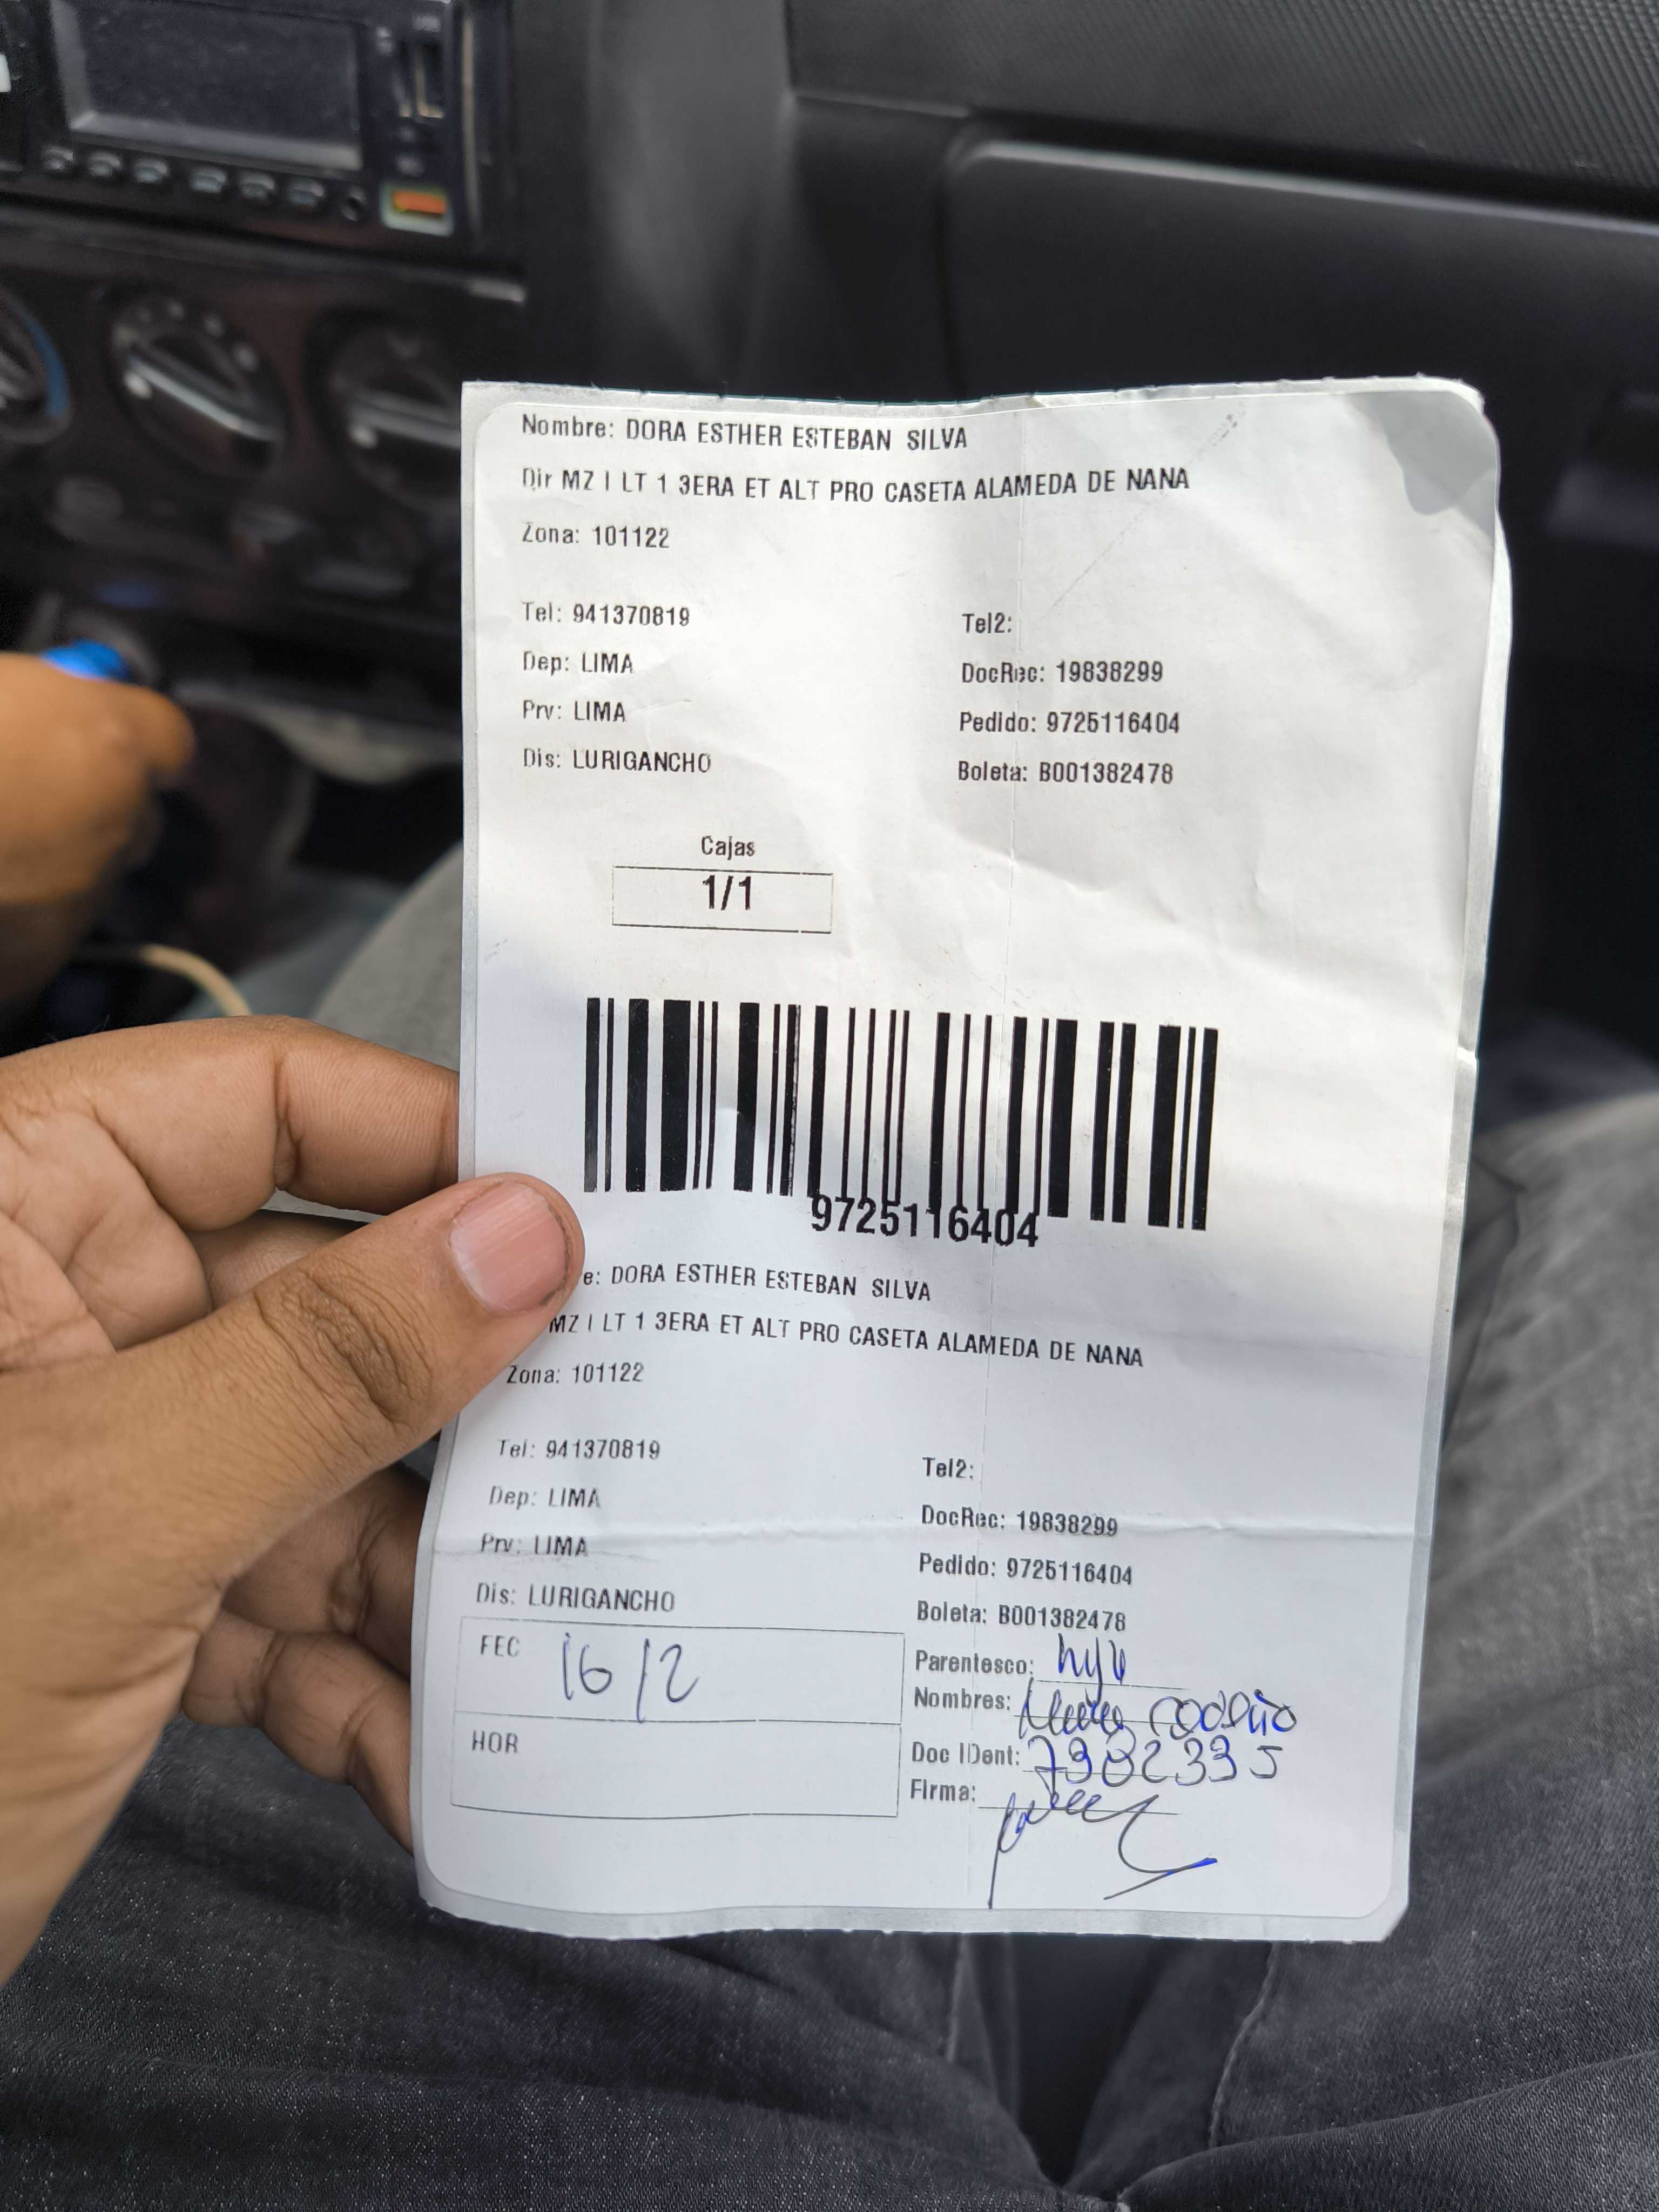 Nombre: DORA ESTHER ESTEBAN SILVA
Dir MZ I LT 1 3ERA ET ALT PRO CASETA ALAMEDA DE NANA
Zona: 101122
Tel: 941370819
Tel2:
Dep: LIMA
DocRec: 19838299
Prv: LIMA
Pedido: 9725116404
Dis: LURIGANCHO
Boleta: B001382478
Cajas
1/1
9725116404
e: DORA ESTHER ESTEBAN SILVA
MZ I LT 1 3ERA ET ALT PRO CASETA ALAMEDA DE NANA
Zona: 101122
Tel: 941370819
Tel2:
Dep: LIMA
DocRec: 19838299
Prv: LIMA
Pedido: 9725116404
Dis: LURIGANCHO
Boleta: B001382478
FEC 16/2
Parentesco:
Nombres:
HOR
Doc IDent:
Firma: